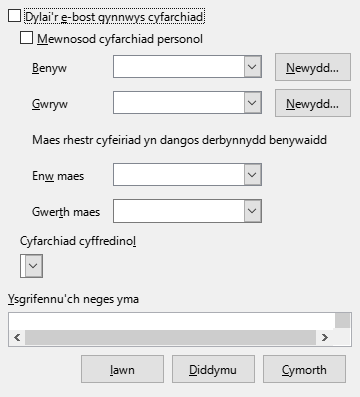 Dylai'r e-bost gynnwys cyfarchiad
Mewnosod cyfarchiad personol
Benyw
Newydd...
Gwryw
Newydd...
Maes rhestr cyfeiriad yn dangos derbynnydd benywaidd
Enw maes
Gwerth maes
Cyfarchiad cyffredinol
Ysgrifennu'ch neges yma
Iawn Diddymu Cymorth